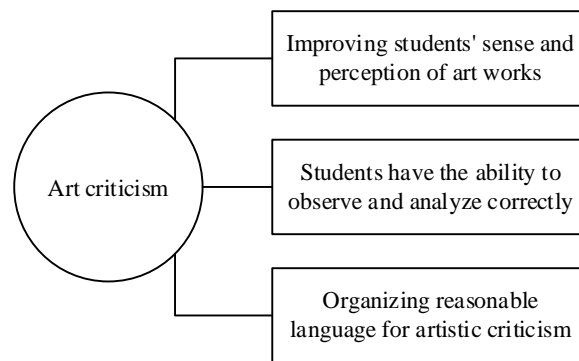 Art criticism
Improving students' sense and
perception of art works
Students have the ability to
observe and analyze correctly
Organizing reasonable
language for artistic criticism